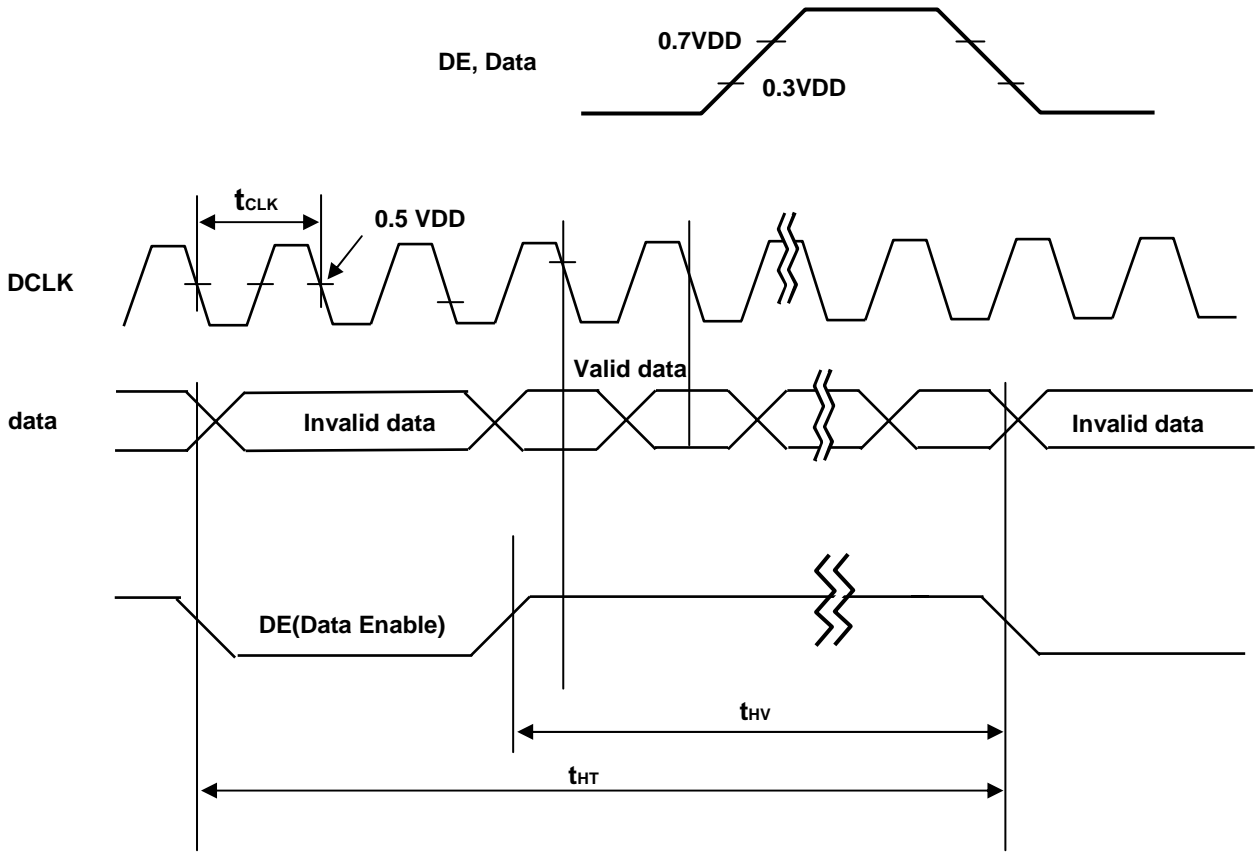 0.7VDD
DE, Data
0.3VDD
tCLK
0.5 VDD
DCLK
Valid data
data
Invalid data
Invalid data
DE(Data Enable)
tHV
tHT